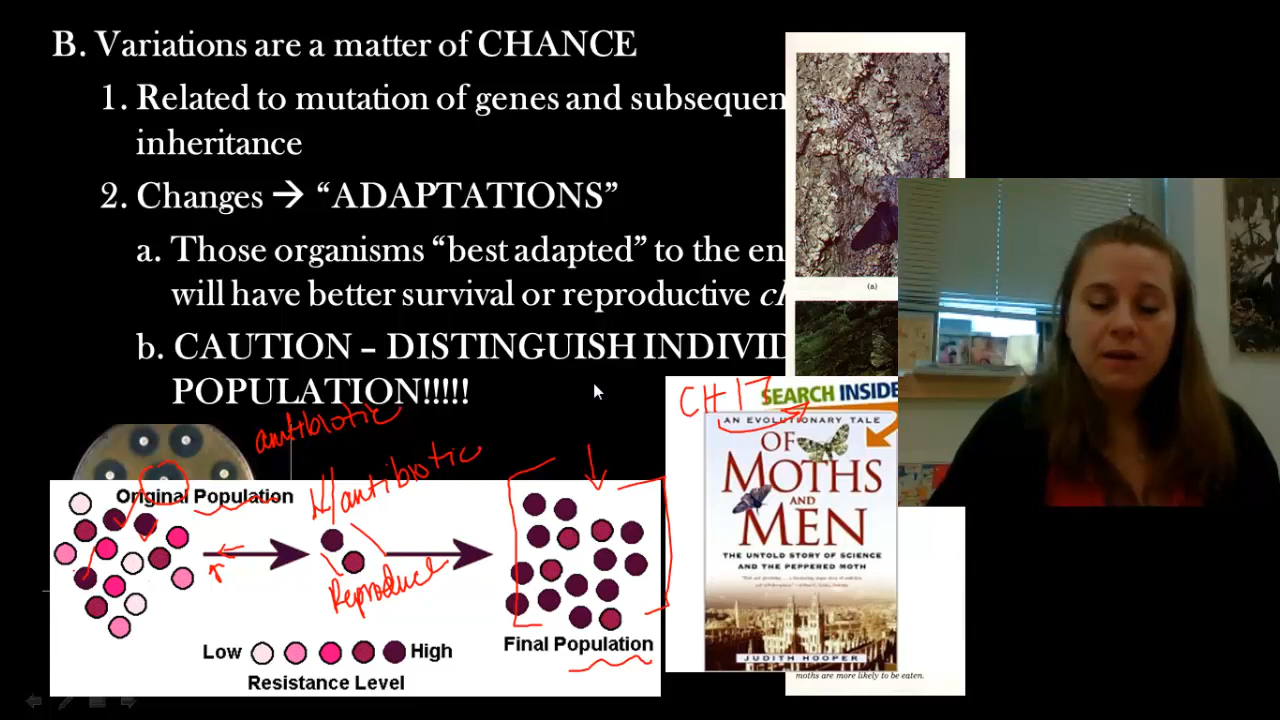 B. Variations are a matter of CHANCE
1. Related to mutation of genes and subsequen
inheritance
2. Changes → “ADAPTATIONS”
a. Those organisms “best adapted” to the en
will have better survival or reproductive
b. CAUTION – DISTINGUISH INDIVID
POPULATION!!!!!
(a)
antibiotic
w/antibiotic
Original Population
Reproduce
Final Population
Low
High
Resistance Level
CH 17
SEARCH INSIDE
AN EVOLUTIONARY TALE
OF
MOTHS
AND
MEN
THE UNTOLD STORY OF SCIENCE
AND THE PEPPERED MOTH
JUDITH HOOPER
moths are more likely to be eaten.